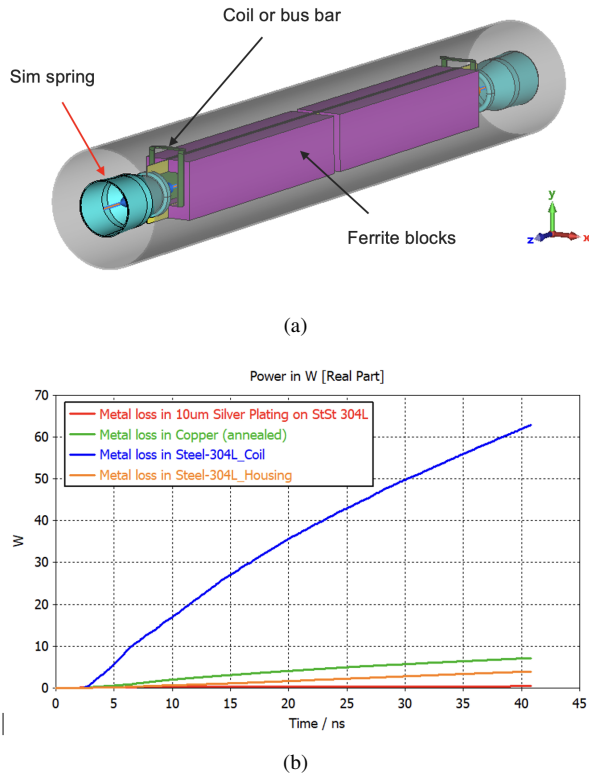 Coil or bus bar
Sim spring
Ferrite blocks
y
z
x
(a)
Power in W [Real Part]
70
60
50
40
30
20
10
0
W
Metal loss in 10um Silver Plating on StSt 304L
Metal loss in Copper (annealed)
Metal loss in Steel-304L_Coil
Metal loss in Steel-304L_Housing
0 5 10 15 20 25 30 35 40 45
Time / ns
(b)